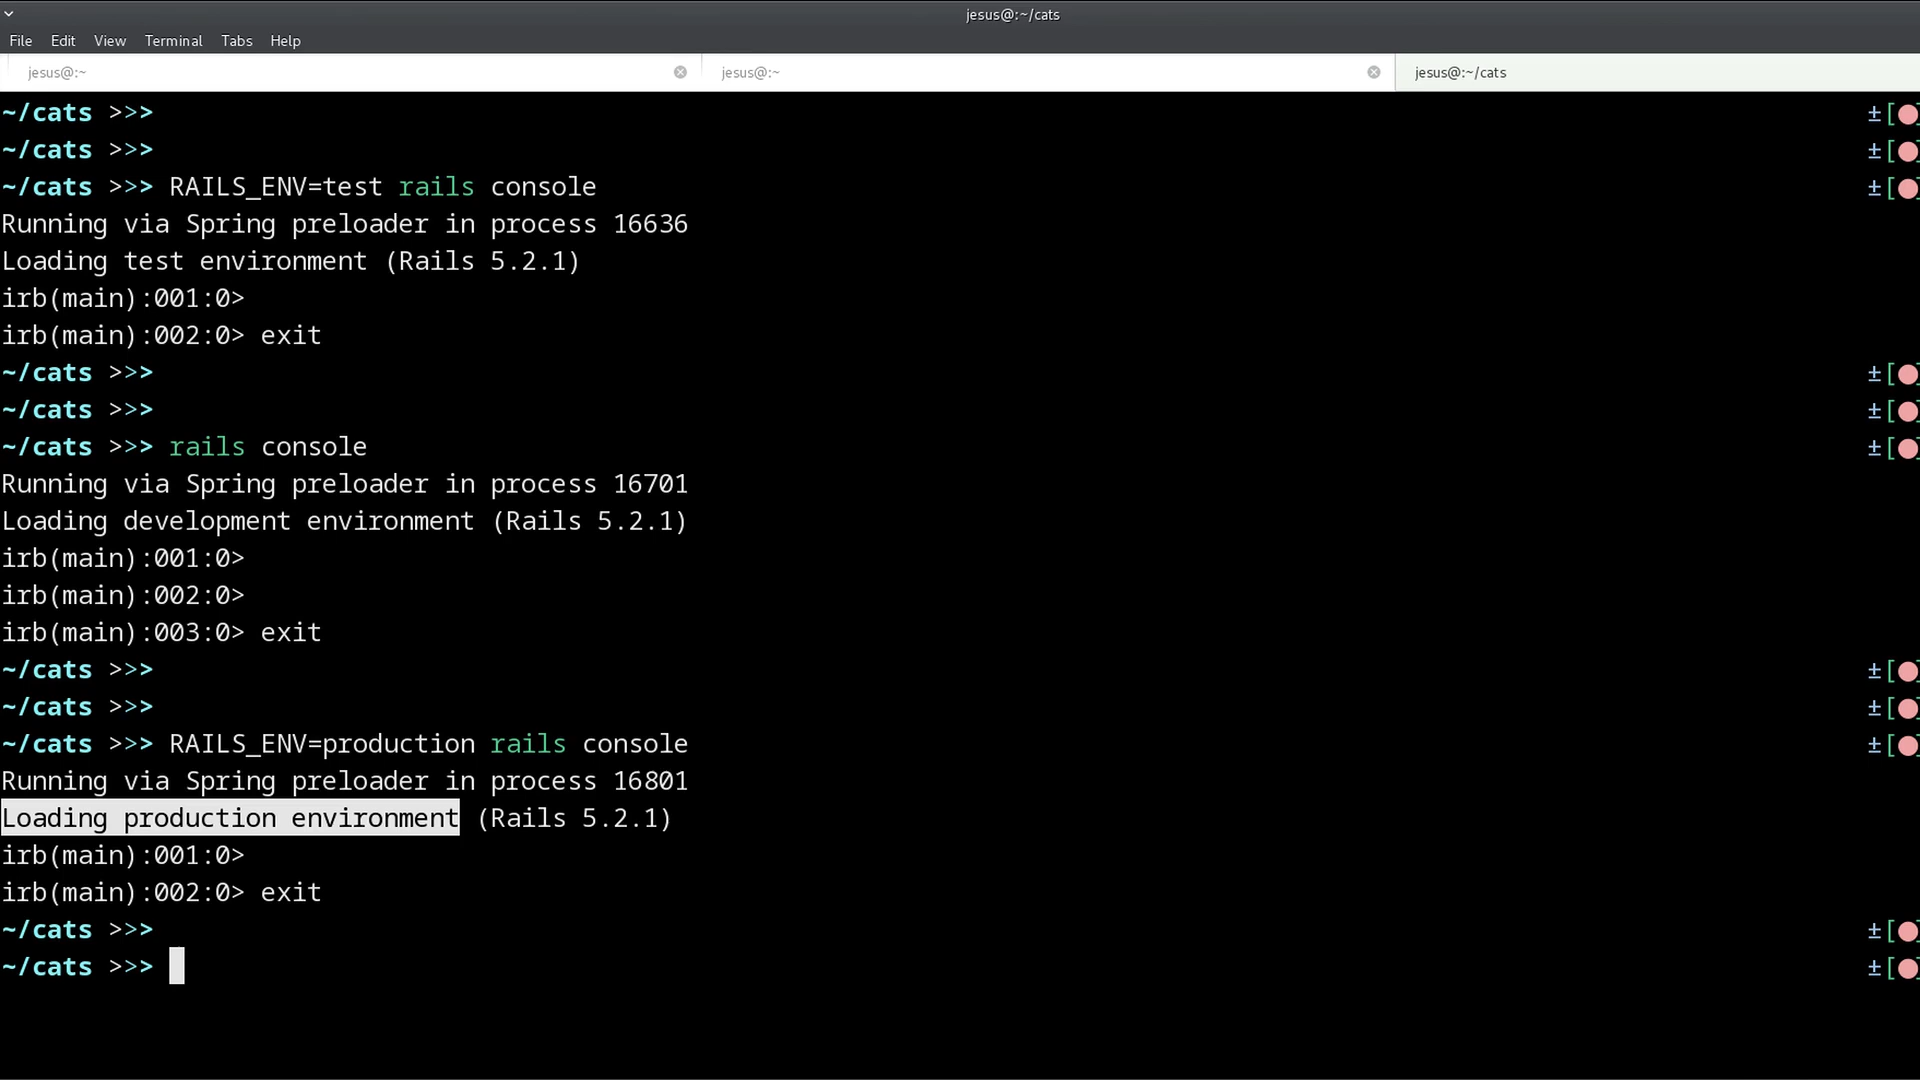 jesus@:~/cats
File Edit View Terminal Tabs Help
jesus@:~ jesus@:~ jesus@:~/cats
~/cats >>> ±[●]
~/cats >>> ±[●]
~/cats >>> RAILS_ENV=test rails console ±[●]
Running via Spring preloader in process 16636
Loading test environment (Rails 5.2.1)
irb(main):001:0>
irb(main):002:0> exit
~/cats >>> ±[●]
~/cats >>> ±[●]
~/cats >>> rails console ±[●]
Running via Spring preloader in process 16701
Loading development environment (Rails 5.2.1)
irb(main):001:0>
irb(main):002:0>
irb(main):003:0> exit
~/cats >>> ±[●]
~/cats >>> ±[●]
~/cats >>> RAILS_ENV=production rails console ±[●]
Running via Spring preloader in process 16801
Loading production environment (Rails 5.2.1)
irb(main):001:0>
irb(main):002:0> exit
~/cats >>> ±[●]
~/cats >>> ±[●]